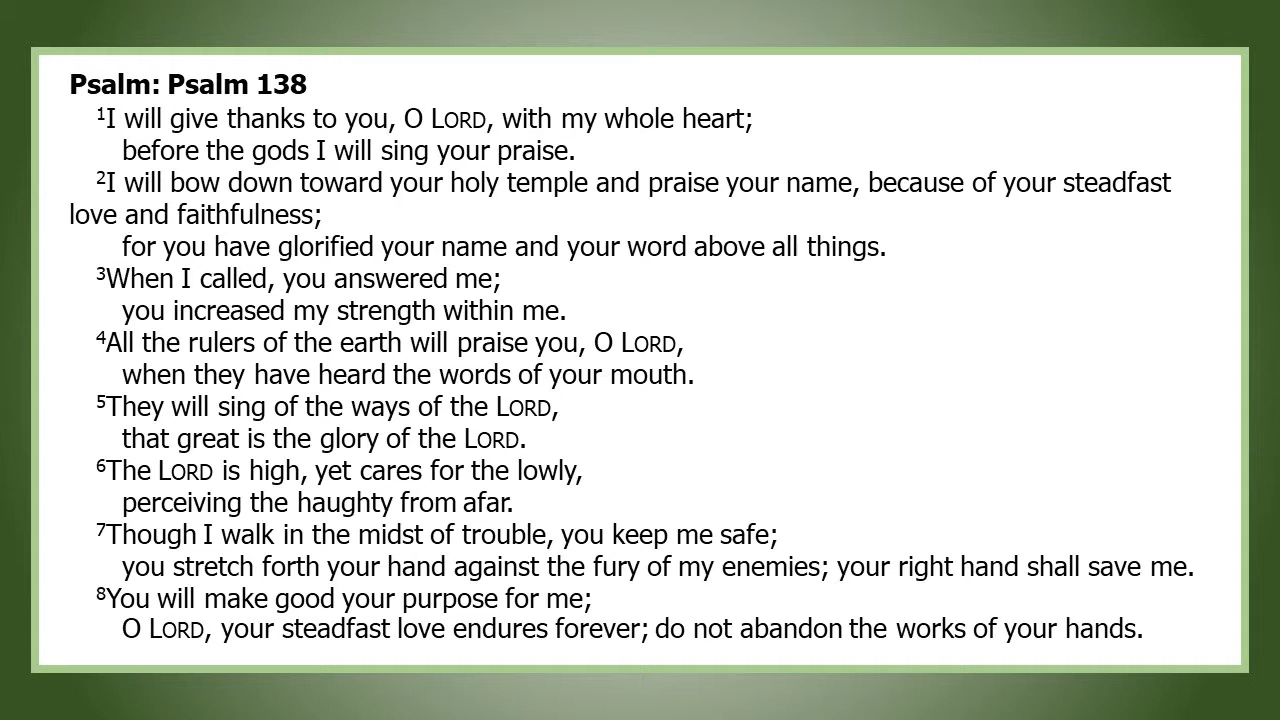 Psalm: Psalm 138
¹I will give thanks to you, O LORD, with my whole heart;
before the gods I will sing your praise.
²I will bow down toward your holy temple and praise your name, because of your steadfast
love and faithfulness;
for you have glorified your name and your word above all things.
³When I called, you answered me;
you increased my strength within me.
⁴All the rulers of the earth will praise you, O LORD,
when they have heard the words of your mouth.
⁵They will sing of the ways of the LORD,
that great is the glory of the LORD.
⁶The LORD is high, yet cares for the lowly,
perceiving the haughty from afar.
⁷Though I walk in the midst of trouble, you keep me safe;
you stretch forth your hand against the fury of my enemies; your right hand shall save me.
⁸You will make good your purpose for me;
O LORD, your steadfast love endures forever; do not abandon the works of your hands.